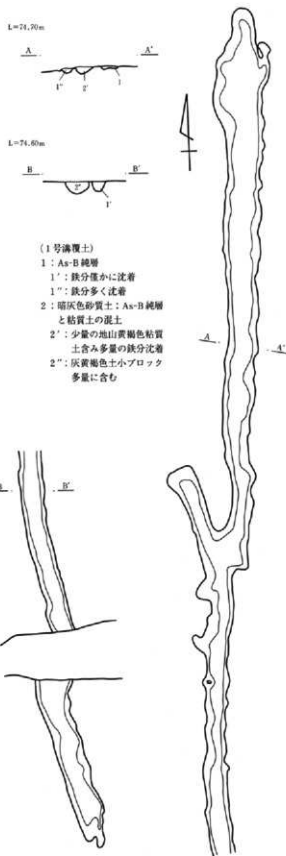 L=74.70m
A A'
1'' 2' 1
L=74.60m
B B'
2'' 1'
(1号溝覆土)
1：As-B純層
1'：鉄分僅かに沈着
1''：鉄分多く沈着
2：暗灰色砂質土；As-B純層
と粘質土の混土
2'：少量の地山黄褐色粘質
土含み多量の鉄分沈着
2''：灰黄褐色土小ブロック
多量に含む
A A'
B'